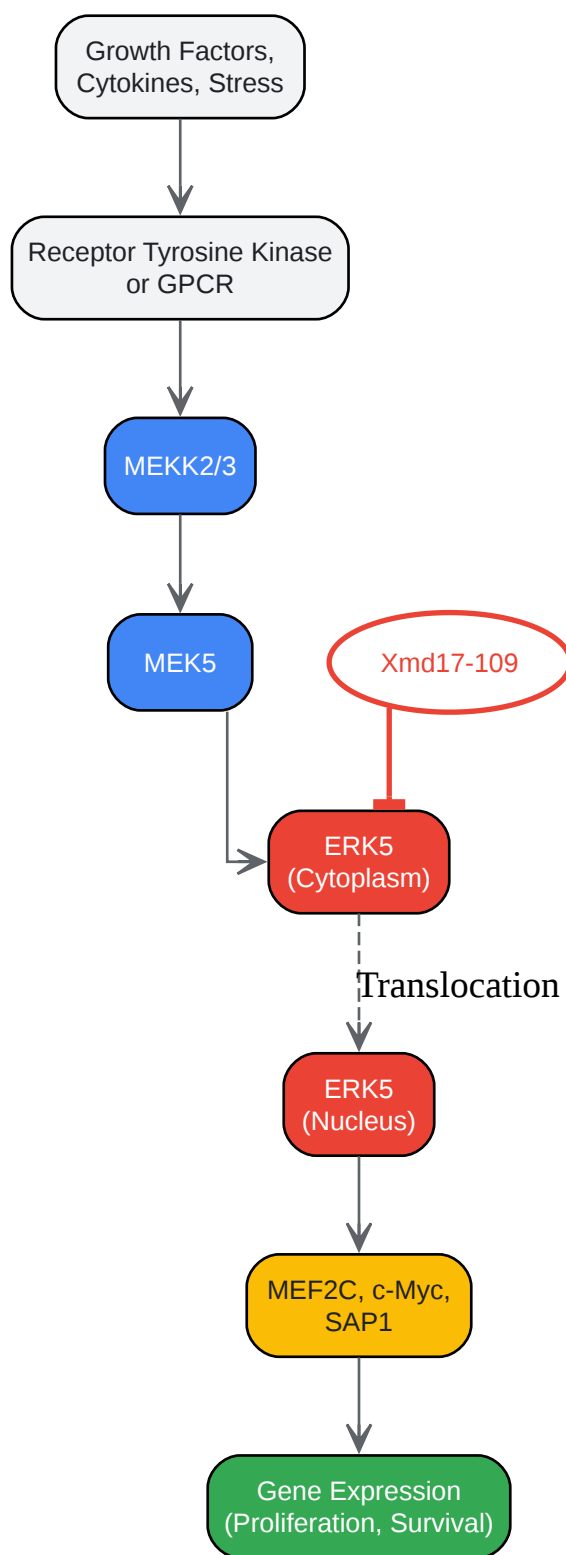 Growth Factors,
Cytokines, Stress
Receptor Tyrosine Kinase
or GPCR
MEKK2/3
MEK5
Xmd17-109
ERK5
(Cytoplasm)
Translocation
ERK5
(Nucleus)
MEF2C, c-Myc,
SAP1
Gene Expression
(Proliferation, Survival)